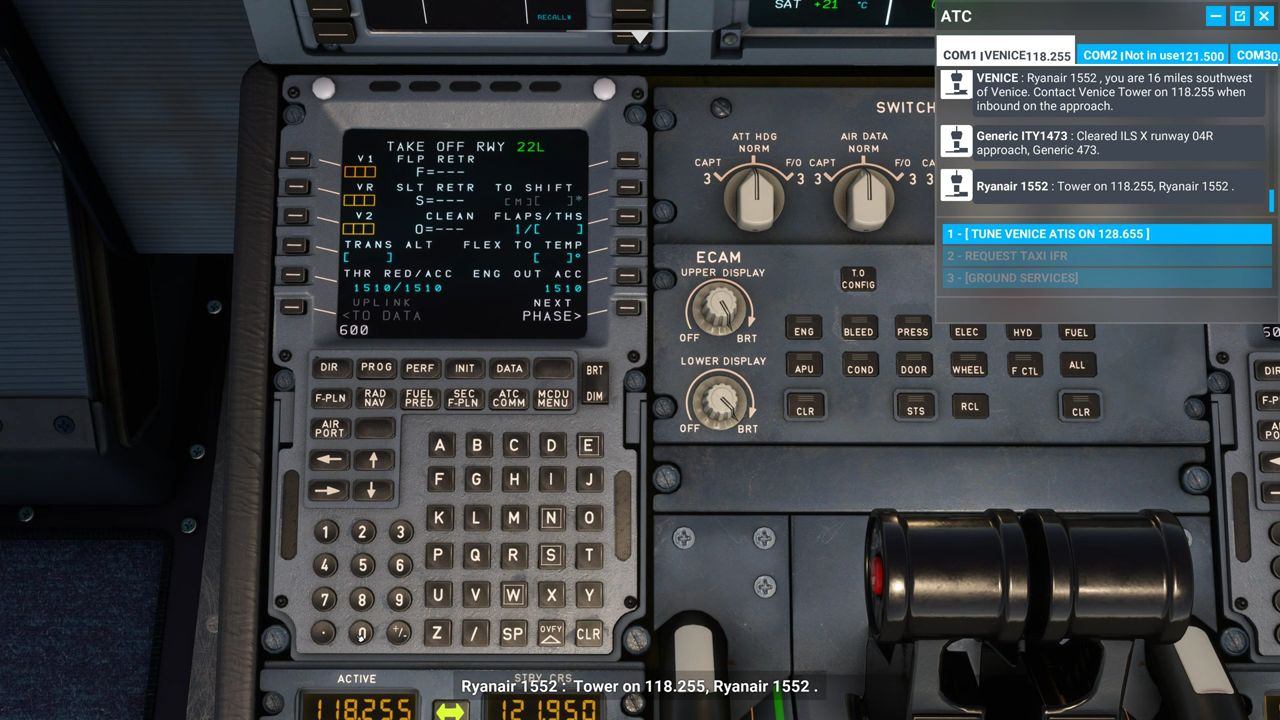 RECALL*
SAT +21 °C
ATC
COM1 | VENICE 118.255
COM2 | Not in use 121.500
COM3
VENICE : Ryanair 1552 , you are 16 miles southwest
of Venice. Contact Venice Tower on 118.255 when
inbound on the approach.
Generic ITY1473 : Cleared ILS X runway 04R
approach, Generic 473.
Ryanair 1552 : Tower on 118.255, Ryanair 1552 .
1 - [ TUNE VENICE ATIS ON 128.655 ]
2 - REQUEST TAXI IFR
3 - [GROUND SERVICES]
TAKE OFF RWY 22L
V1 FLP RETR
F=---
VR SLT RETR TO SHIFT
S=--- [M][ ]*
V2 CLEAN FLAPS/THS
O=--- 1/[ ]
TRANS ALT FLEX TO TEMP
[ ] [ ]°
THR RED/ACC ENG OUT ACC
1510/1510 1510
UPLINK NEXT
<TO DATA PHASE>
600
DIR PROG PERF INIT DATA
BRT
DIM
F-PLN RAD NAV FUEL PRED SEC F-PLN ATC COMM MCDU MENU
AIR PORT
A B C D E
F G H I J
K L M N O
P Q R S T
U V W X Y
Z / SP OVFY CLR
1 2 3
4 5 6
7 8 9
. 0 +/-
SWITCH
ATT HDG AIR DATA
NORM NORM
CAPT F/O CAPT F/O CA
3 3 3 3 3
ECAM
UPPER DISPLAY
OFF BRT
T.O
CONFIG
ENG BLEED PRESS ELEC HYD FUEL
LOWER DISPLAY
OFF BRT
APU COND DOOR WHEEL F CTL ALL
CLR STS RCL CLR
ACTIVE STBY CRS
118.255 121.950
Ryanair 1552 : Tower on 118.255, Ryanair 1552 .